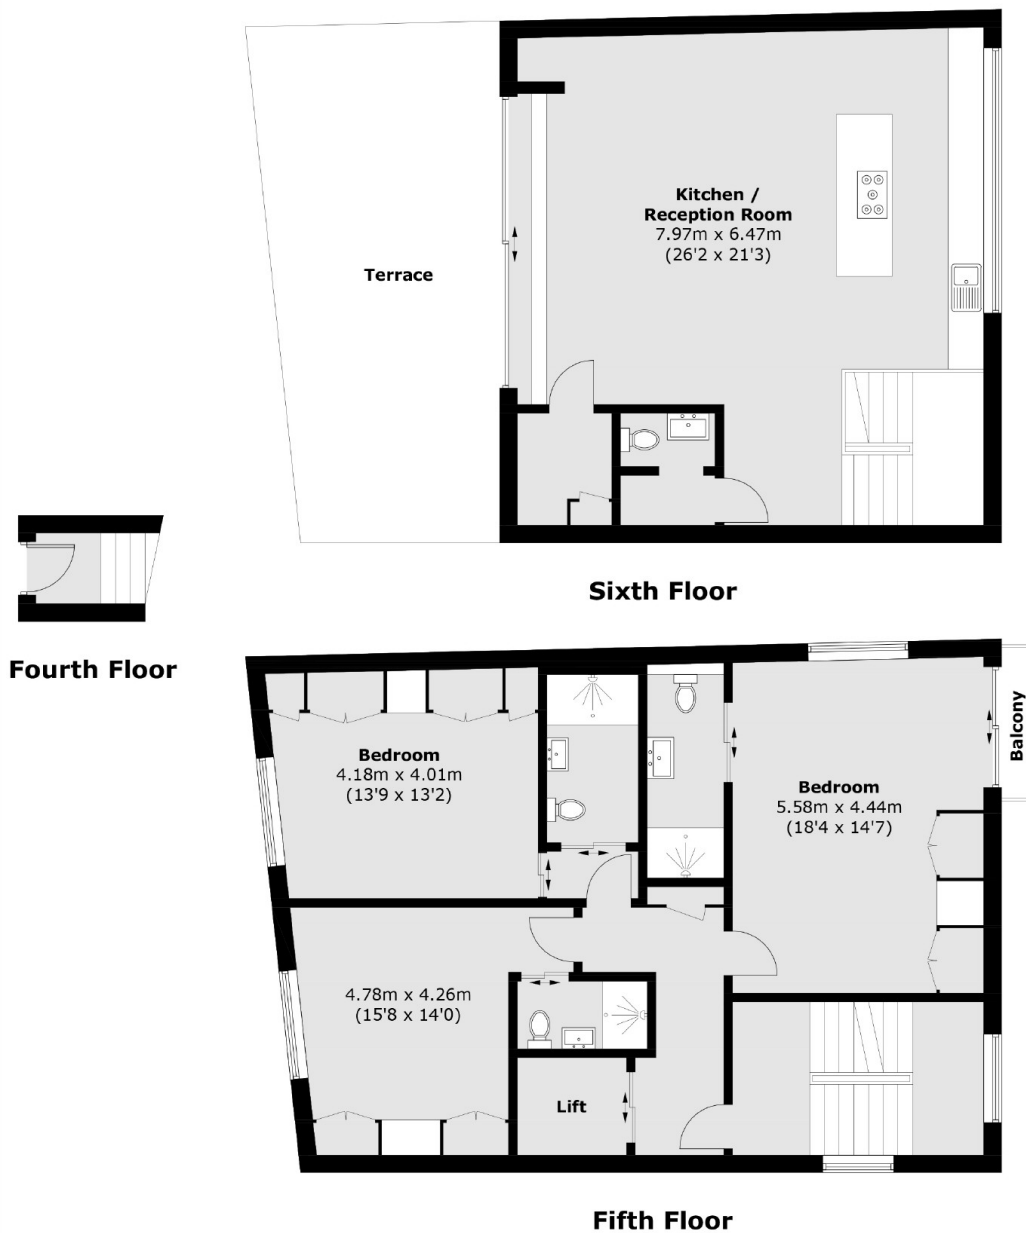 Kitchen /
Reception Room
7.97m x 6.47m
(26'2 x 21'3)
Terrace
Sixth Floor
Fourth Floor
Bedroom
4.18m x 4.01m
(13'9 x 13'2)
Balcony
Bedroom
5.58m x 4.44m
(18'4 x 14'7)
4.78m x 4.26m
(15'8 x 14'0)
Lift
Fifth Floor